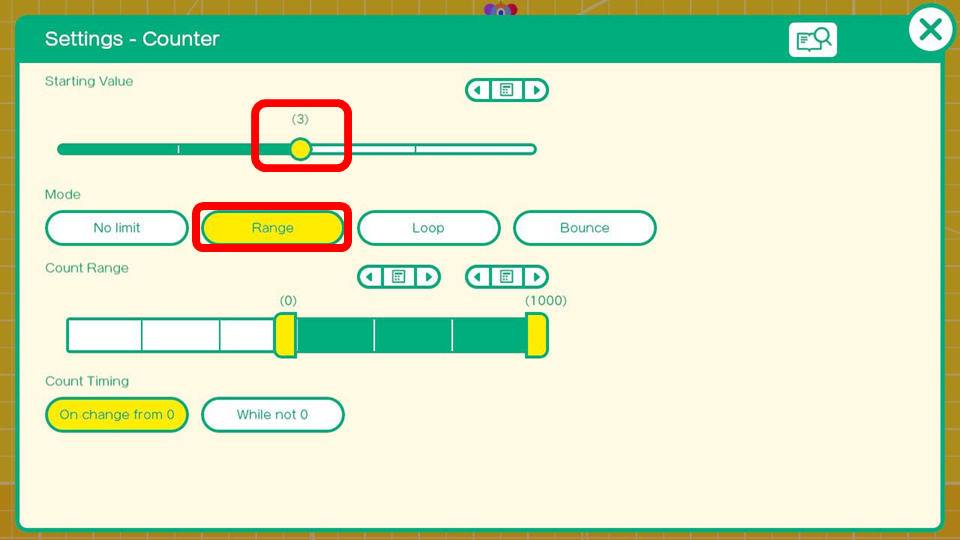 Settings - Counter
Starting Value
(3)
Mode
No limit Range Loop Bounce
Count Range
(0) (1000)
Count Timing
On change from 0 While not 0